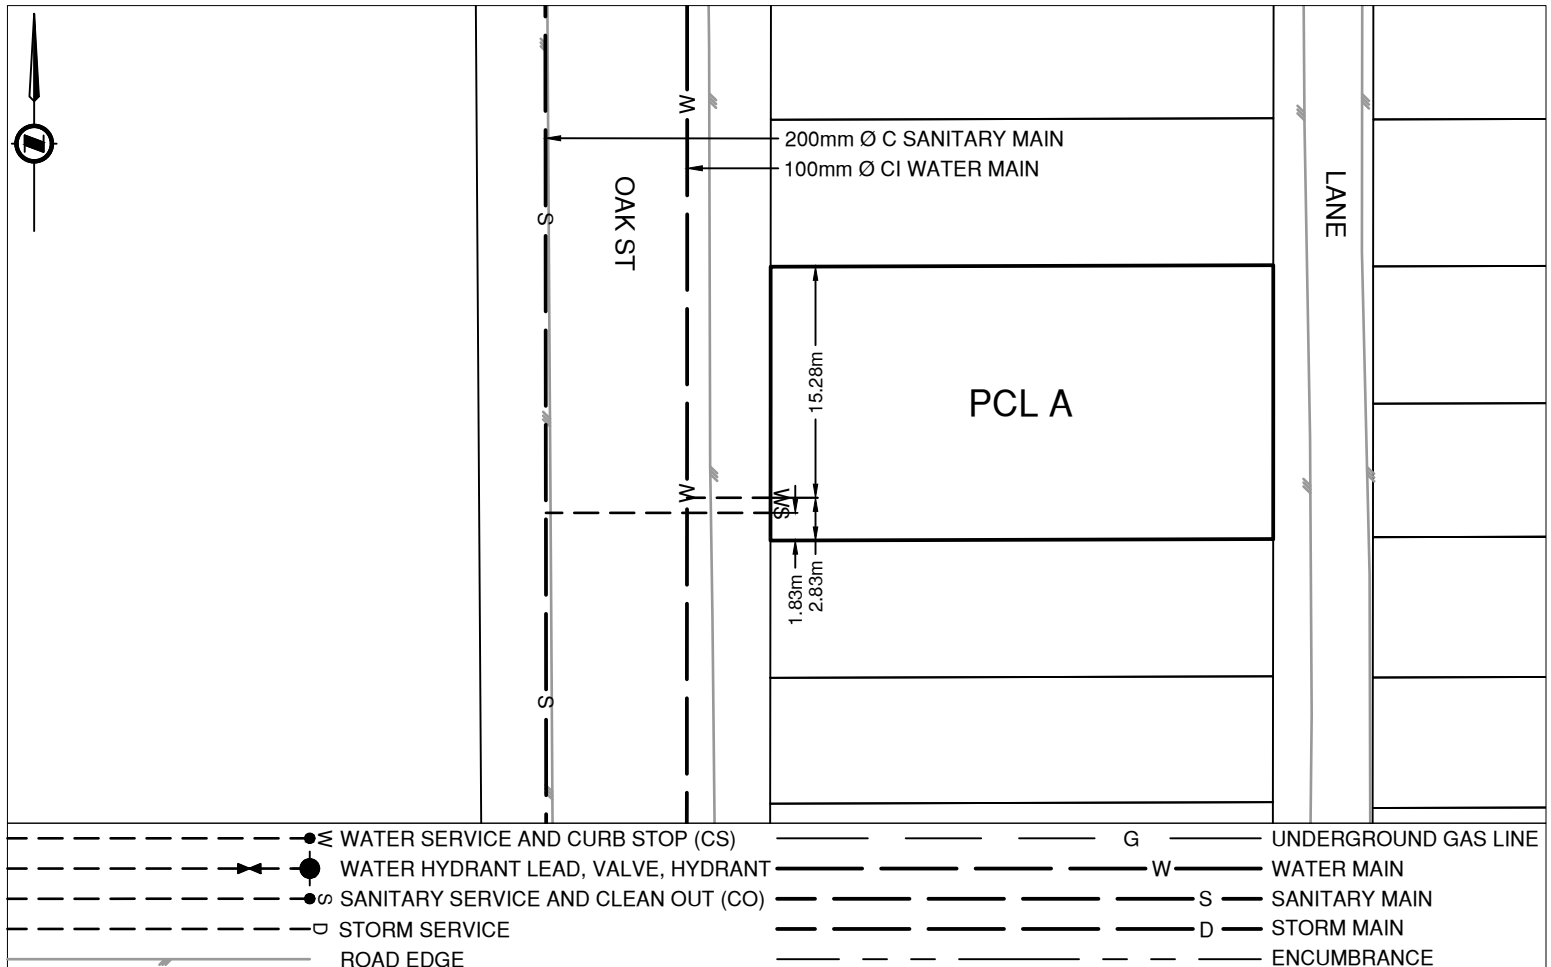 W
200mm Ø C SANITARY MAIN
100mm Ø CI WATER MAIN
S
OAK ST
LANE
15.28m
PCL A
W
W
S
1.83m
2.83m
S
W WATER SERVICE AND CURB STOP (CS)
WATER HYDRANT LEAD, VALVE, HYDRANT
S SANITARY SERVICE AND CLEAN OUT (CO)
D STORM SERVICE
ROAD EDGE
G UNDERGROUND GAS LINE
W WATER MAIN
S SANITARY MAIN
D STORM MAIN
ENCUMBRANCE